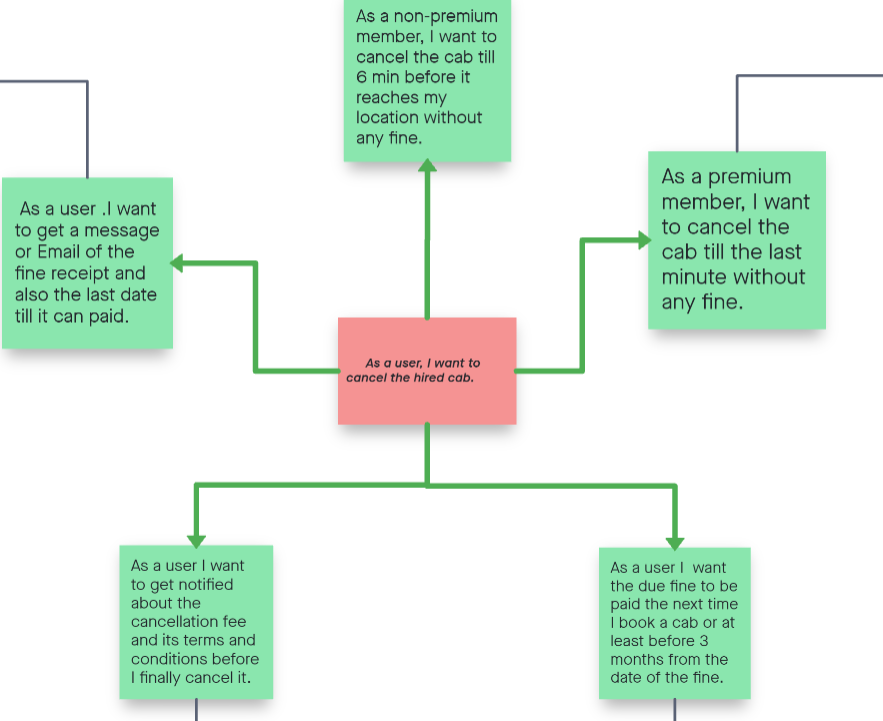 As a non-premium
member, I want to
cancel the cab till
6 min before it
reaches my
location without
any fine.
As a user .I want
to get a message
or Email of the
fine receipt and
also the last date
till it can paid.
As a premium
member, I want
to cancel the
cab till the last
minute without
any fine.
As a user, I want to
cancel the hired cab.
As a user I want
to get notified
about the
cancellation fee
and its terms and
conditions before
I finally cancel it.
As a user I  want
the due fine to be
paid the next time
I book a cab or at
least before 3
months from the
date of the fine.